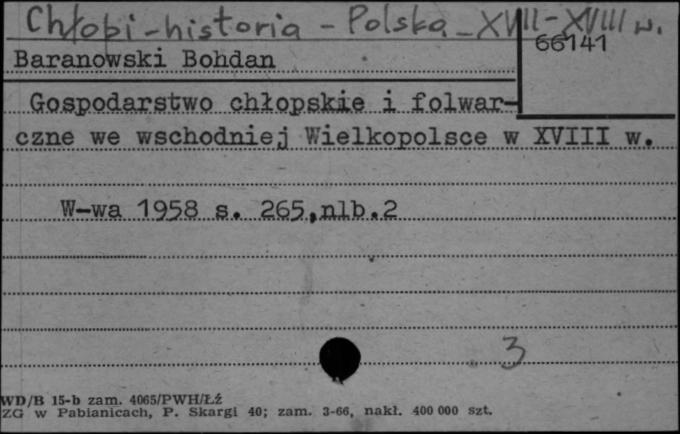 Chłopi - historia - Polska - XVII-XVIII w.
66141
Baranowski Bohdan
Gospodarstwo chłopskie i folwar-
czne we wschodniej Wielkopolsce w XVIII w.
W-wa 1958 s. 265,nlb.2
3
WD/B 15-b zam. 4065/PWH/Łź
ZG w Pabianicach, P. Skargi 40; zam. 3-66, nakł. 400 000 szt.